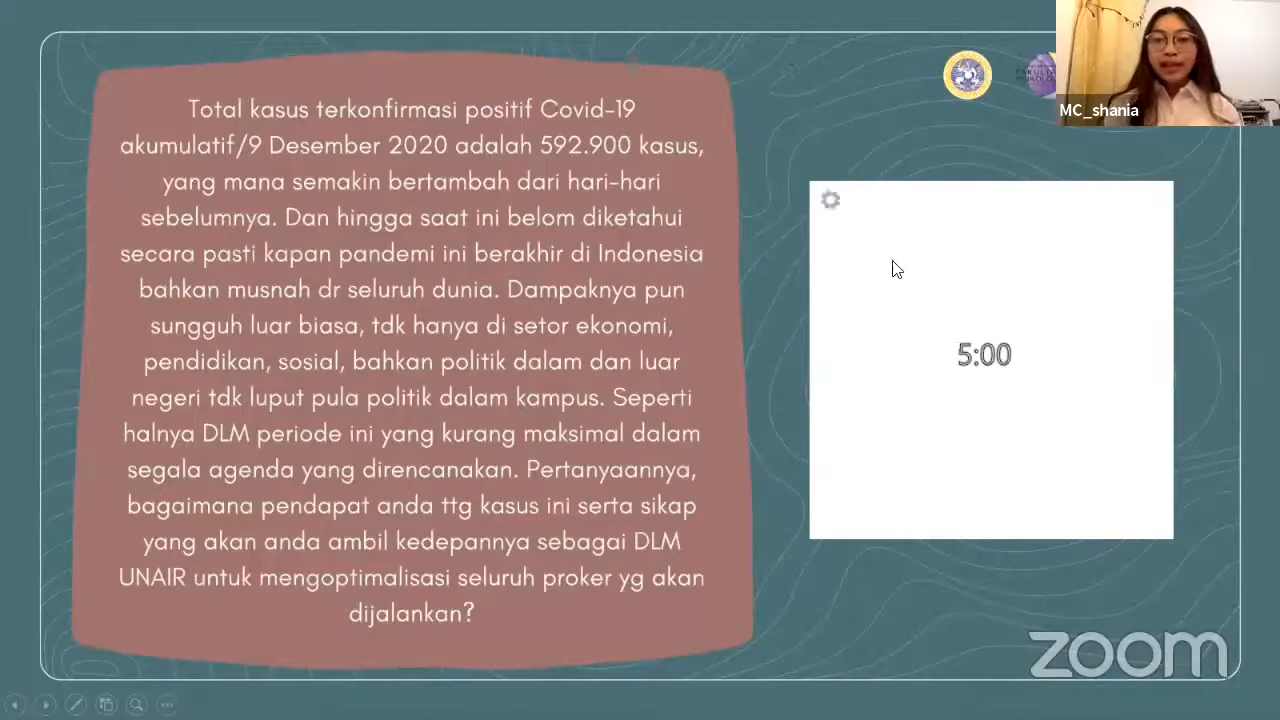 Total kasus terkonfirmasi positif Covid-19
akumulatif/9 Desember 2020 adalah 592.900 kasus,
yang mana semakin bertambah dari hari-hari
sebelumnya. Dan hingga saat ini belom diketahui
secara pasti kapan pandemi ini berakhir di Indonesia
bahkan musnah dr seluruh dunia. Dampaknya pun
sungguh luar biasa, tdk hanya di setor ekonomi,
pendidikan, sosial, bahkan politik dalam dan luar
negeri tdk luput pula politik dalam kampus. Seperti
halnya DLM periode ini yang kurang maksimal dalam
segala agenda yang direncanakan. Pertanyaannya,
bagaimana pendapat anda ttg kasus ini serta sikap
yang akan anda ambil kedepannya sebagai DLM
UNAIR untuk mengoptimalisasi seluruh proker yg akan
dijalankan?
MC_shania
5:00
zoom